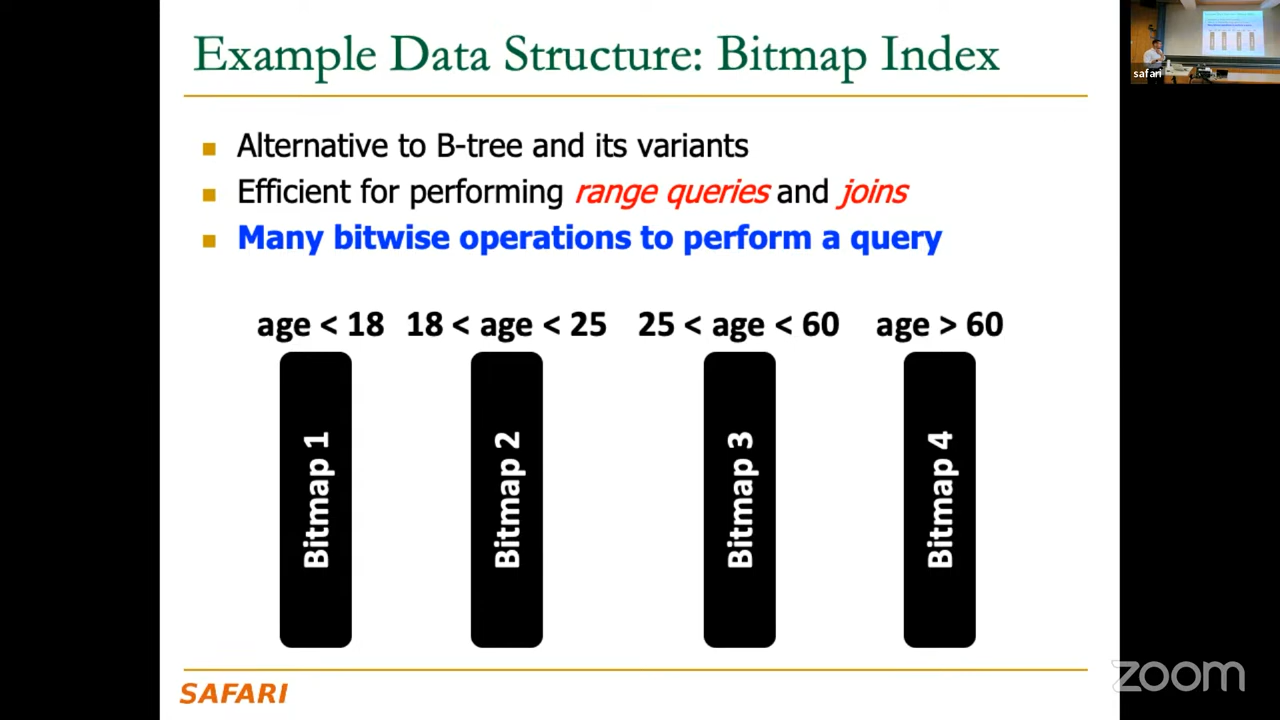 Example Data Structure: Bitmap Index
Alternative to B-tree and its variants
Efficient for performing range queries and joins
Many bitwise operations to perform a query
age < 18 18 < age < 25 25 < age < 60 age > 60
Bitmap 1 Bitmap 2 Bitmap 3 Bitmap 4
SAFARI
safari
zoom